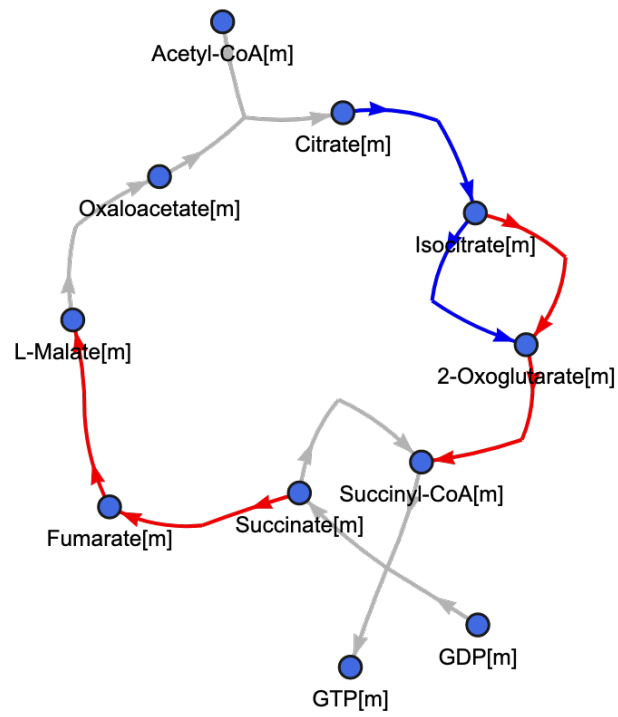 Acetyl-CoA[m]
Citrate[m]
Oxaloacetate[m]
Isocitrate[m]
L-Malate[m]
2-Oxoglutarate[m]
Succinyl-CoA[m]
Succinate[m]
Fumarate[m]
GDP[m]
GTP[m]